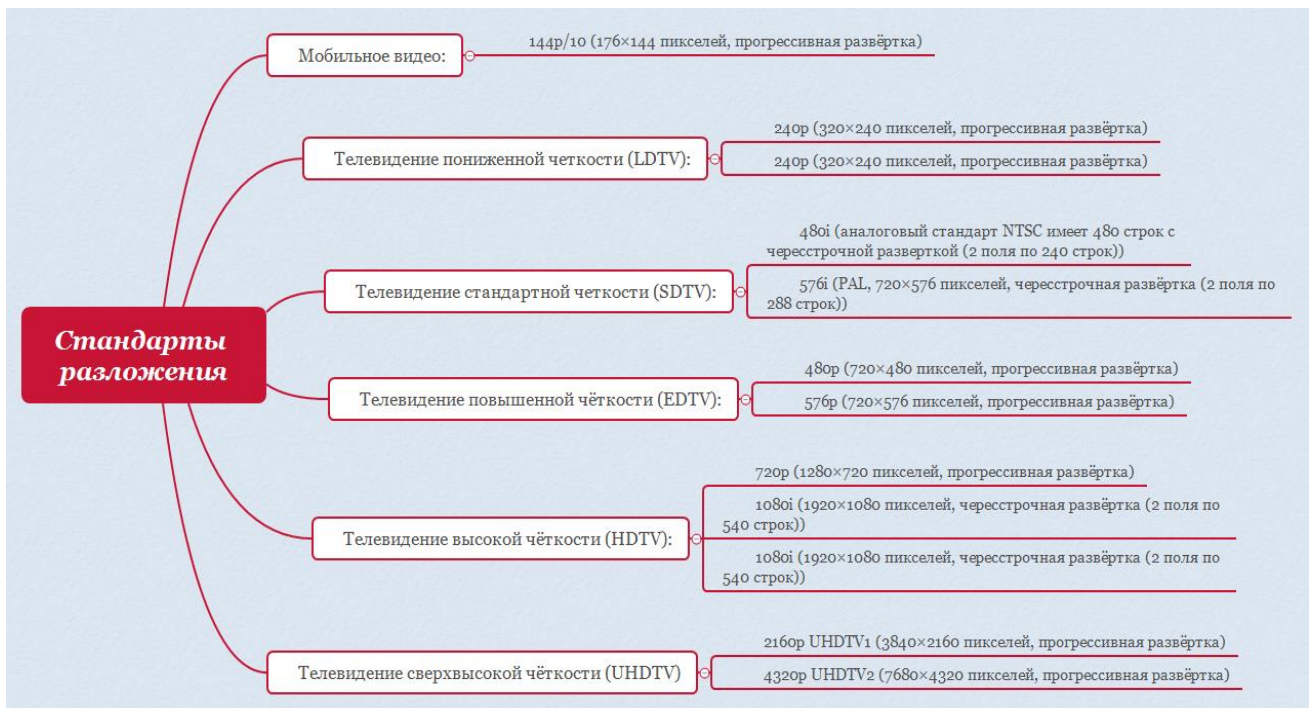 Стандарты
разложения
Мобильное видео:
144p/10 (176×144 пикселей, прогрессивная развёртка)
Телевидение пониженной четкости (LDTV):
240p (320×240 пикселей, прогрессивная развёртка)
240p (320×240 пикселей, прогрессивная развёртка)
Телевидение стандартной четкости (SDTV):
480i (аналоговый стандарт NTSC имеет 480 строк с
чересстрочной разверткой (2 поля по 240 строк))
576i (PAL, 720×576 пикселей, чересстрочная развёртка (2 поля по
288 строк))
Телевидение повышенной чёткости (EDTV):
480p (720×480 пикселей, прогрессивная развёртка)
576p (720×576 пикселей, прогрессивная развёртка)
Телевидение высокой чёткости (HDTV):
720p (1280×720 пикселей, прогрессивная развёртка)
1080i (1920×1080 пикселей, чересстрочная развёртка (2 поля по
540 строк))
1080i (1920×1080 пикселей, чересстрочная развёртка (2 поля по
540 строк))
Телевидение сверхвысокой чёткости (UHDTV)
2160p UHDTV1 (3840×2160 пикселей, прогрессивная развёртка)
4320p UHDTV2 (7680×4320 пикселей, прогрессивная развёртка)